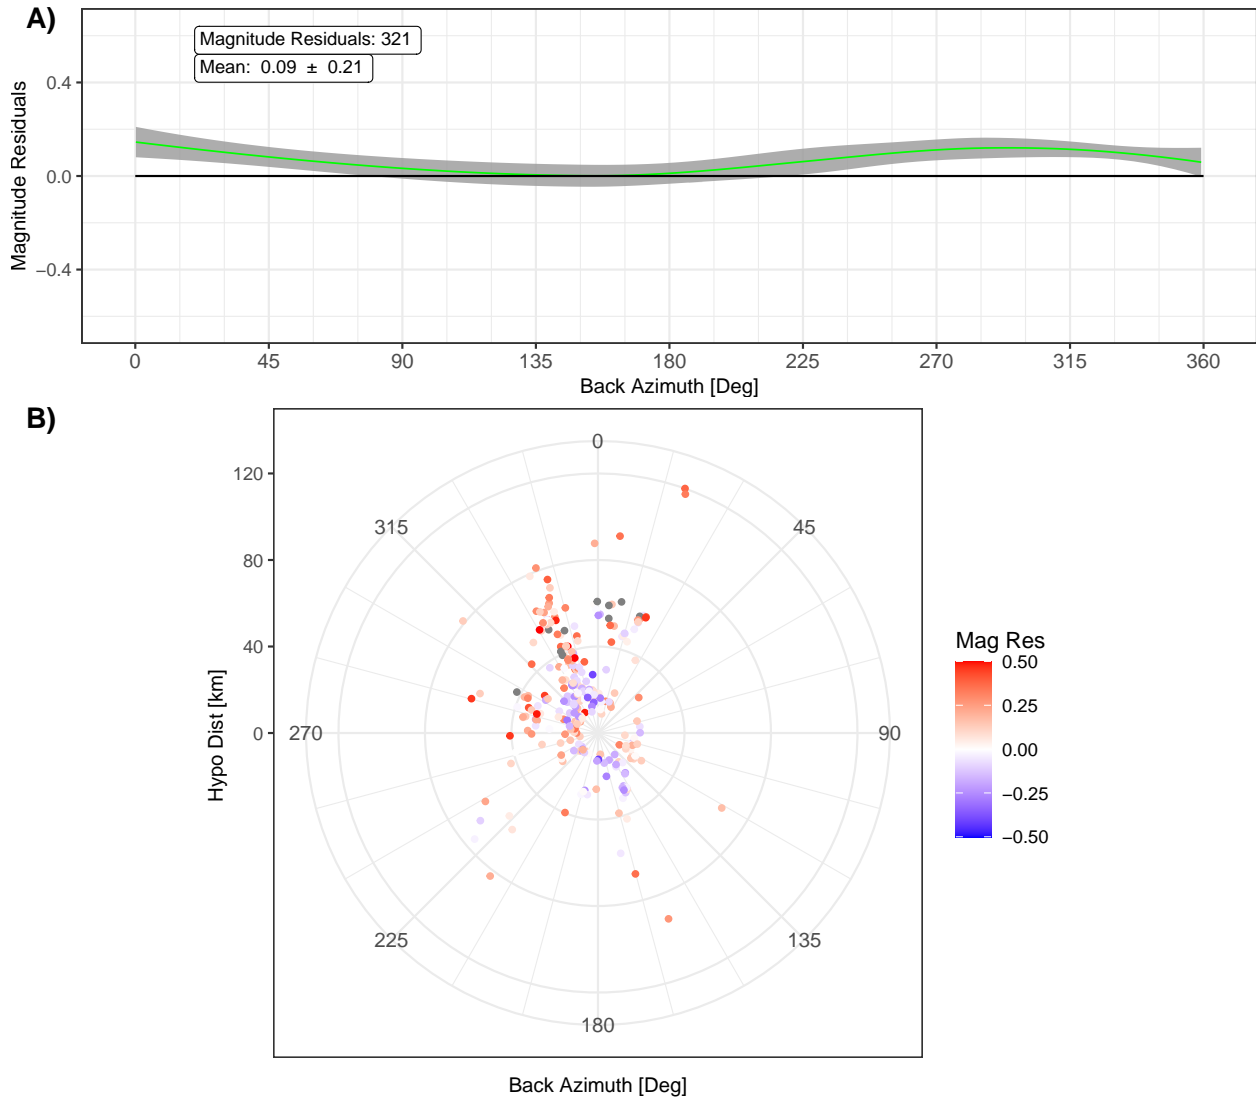 A)
Magnitude Residuals: 321
Mean:  0.09  ±  0.21
Magnitude Residuals
0.4
0.0
−0.4
0 45 90 135 180 225 270 315 360
Back Azimuth [Deg]
B)
Hypo Dist [km]
120
80
40
0
0
45
90
135
180
225
270
315
Back Azimuth [Deg]
Mag Res
0.50
0.25
0.00
−0.25
−0.50